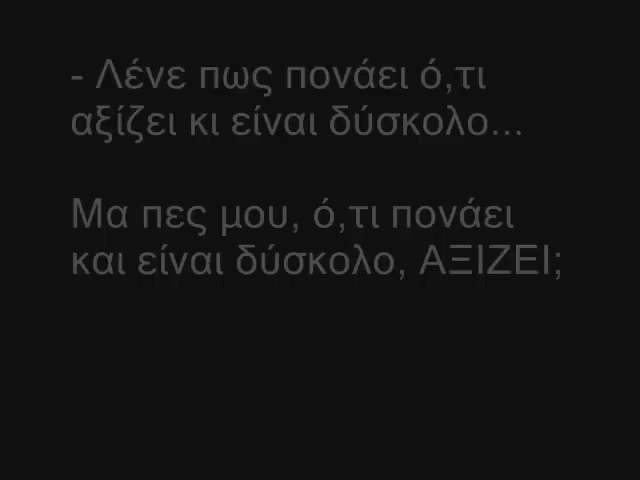 - Λένε πως πονάει ό,τι
αξίζει κι είναι δύσκολο...
Μα πες μου, ό,τι πονάει
και είναι δύσκολο, ΑΞΙΖΕΙ;